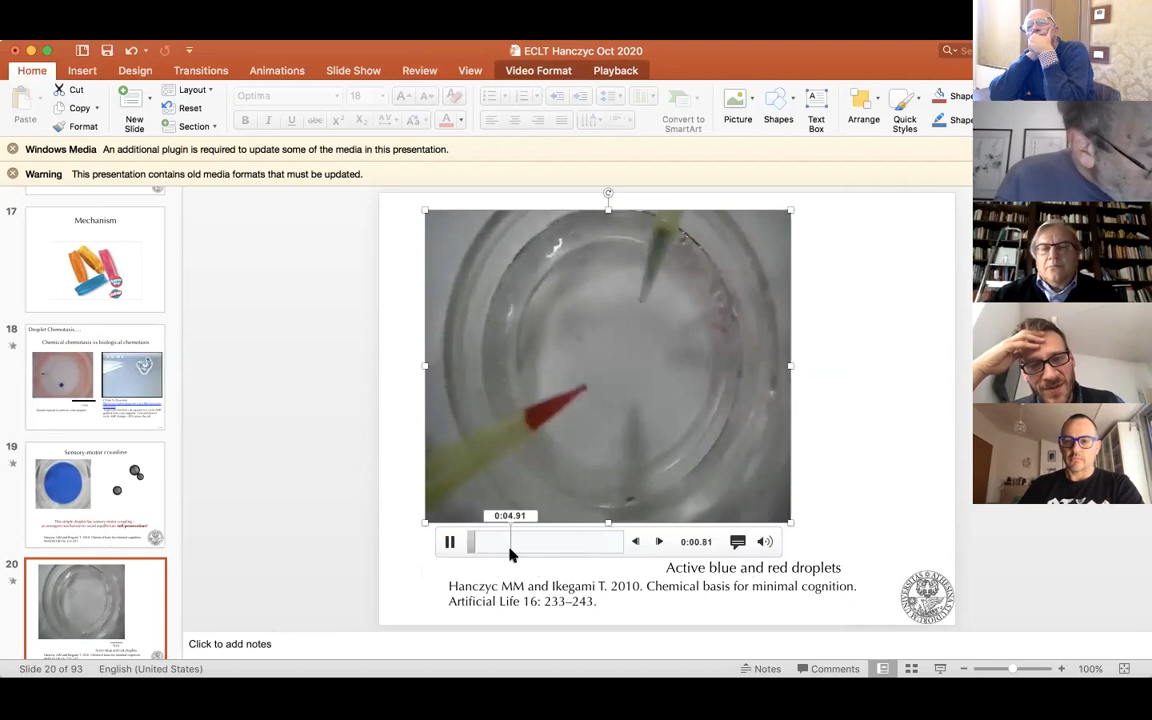 ECLT Hanczyc Oct 2020
Home Insert Design Transitions Animations Slide Show Review View Video Format Playback
Paste
Cut
Copy
Format
New Slide
Layout
Reset
Section
Optima 18
B I U abc X² X₂ A Aa A
Convert to SmartArt
Picture
Shapes
Text Box
Arrange
Quick Styles
Windows Media An additional plugin is required to update some of the media in this presentation.
Warning This presentation contains old media formats that must be updated.
17
Mechanism
18
Droplet Chemotaxis....
Chemical chemotaxis vs biological chemotaxis
19
Sensory-motor coupling
20
0:04.91
0:00.81
Active blue and red droplets
Hanczyc MM and Ikegami T. 2010. Chemical basis for minimal cognition.
Artificial Life 16: 233–243.
Click to add notes
Slide 20 of 93 English (United States)
Notes Comments 100%